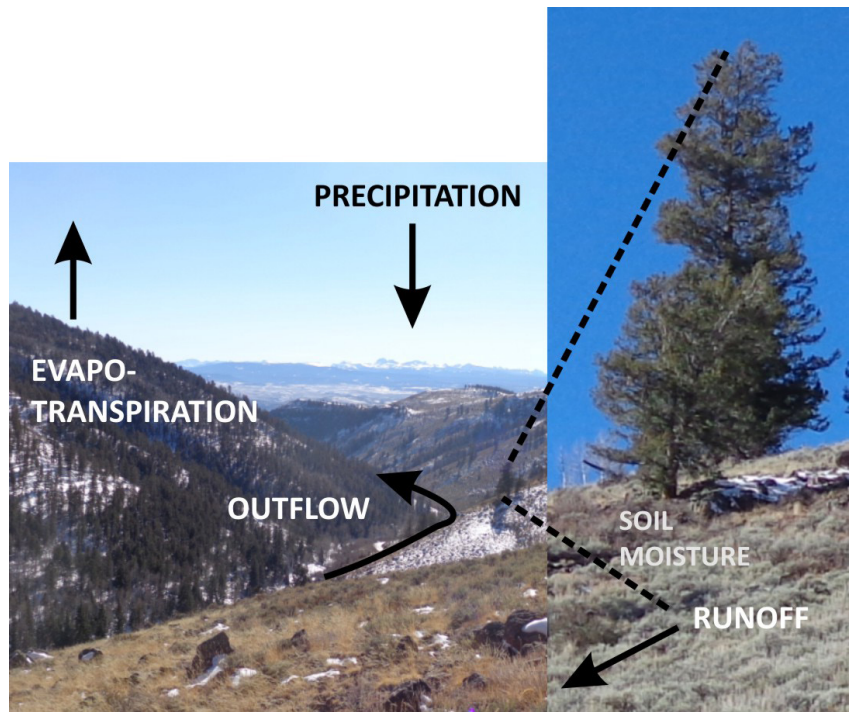 PRECIPITATION
EVAPO-
TRANSPIRATION
OUTFLOW
SOIL
MOISTURE
RUNOFF